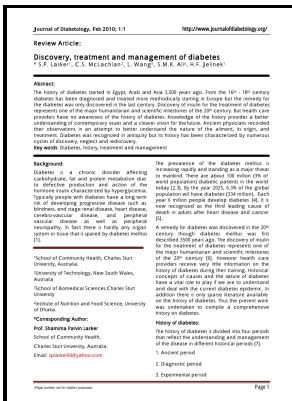 Journal of Diabetology, Feb 2010; 1:1 http://www.journalofdiabetology.org/
Review Article:
Discovery, treatment and management of diabetes
* S.P. Lasker1, C.S. McLachlan2, L. Wang3, S.M.K. Ali4, H.F. Jelinek1
Abstract:
The history of diabetes started in Egypt, Arab and Asia 3,500 years ago. From the 16th - 18th century
diabetes has been diagnosed and treated more methodically starting in Europe but the remedy for
the diabetes was only discovered in the last century. Discovery of insulin for the treatment of diabetes
represents one of the major humanitarian and scientific milestones of the 20th century. But health care
providers have no awareness of the history of diabetes. Knowledge of the history provides a better
understanding of contemporary issues and a clearer vision for the future. Ancient physicians recorded
their observations in an attempt to better understand the nature of the ailment, its origin, and
treatment. Diabetes was recognized in antiquity but its history has been characterised by numerous
cycles of discovery, neglect and rediscovery.
Key words: Diabetes, history, treatment and management
Background:
Diabetes is a chronic disorder affecting
carbohydrate, fat and protein metabolism due
to defective production and action of the
hormone insulin characterised by hyperglycemia.
Typically people with diabetes have a long term
risk of developing progressive disease such as
blindness, end stage renal disease, heart disease,
cerebro-vascular disease, and peripheral
vascular disease as well as peripheral
neuropathy. In fact there is hardly any organ
system or tissue that is spared by diabetes mellitus
[1].
1School of Community Health, Charles Sturt
University, Australia.
2University of Technology, New South Wales,
Australia
3School of Biomedical Sciences, Charles Sturt
University
4Institute of Nutrition and Food Science, University
of Dhaka.
*Corresponding Author:
Prof. Shamima Parvin Lasker
School of Community Health,
Charles Sturt University, Australia.
Email: splasker04@yahoo.com
The prevalence of the diabetes mellitus is
increasing rapidly and standing as a major threat
to mankind. There are about 100 million (3% of
world population) diabetic patients in the world
today [2,3]. By the year 2025, 6.3% of the global
population will have diabetes (334 million). Each
year 6 million people develop diabetes [4]. It is
now recognized as the third leading cause of
death in adults after heart disease and cancer
[5].
A remedy for diabetes was discovered in the 20th
century though diabetes mellitus was first
described 3500 years ago. The discovery of insulin
for the treatment of diabetes represents one of
the major humanitarian and scientific milestones
of the 20th century [6]. However health care
providers receive very little information on the
history of diabetes during their training. Historical
concepts of causes and the nature of diabetes
have a vital role to play if we are to understand
and deal with the current diabetes epidemic. In
addition there is only sparse literature available
on the history of diabetes. Thus the present work
was undertaken to compile a comprehensive
history on diabetes.
History of diabetes:
The history of diabetes is divided into four periods
that reflect the understanding and management
of the disease in different historical periods [7].
1. Ancient period
2. Diagnostic period
3. Experimental period
(Page number not for citation purposes) Page 1